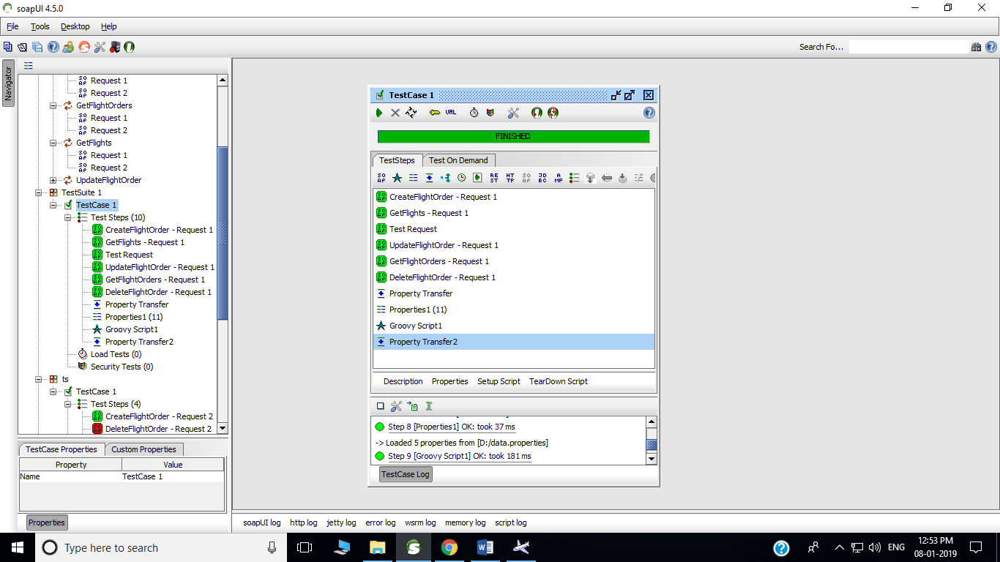 soapUI 4.5.0
File Tools Desktop Help
Search Fo...
Navigator
Request 1
Request 2
GetFlightOrders
Request 1
Request 2
GetFlights
Request 1
Request 2
UpdateFlightOrder
TestSuite 1
TestCase 1
Test Steps (10)
CreateFlightOrder - Request 1
GetFlights - Request 1
Test Request
UpdateFlightOrder - Request 1
GetFlightOrders - Request 1
DeleteFlightOrder - Request 1
Property Transfer
Properties1 (11)
Groovy Script1
Property Transfer2
Load Tests (0)
Security Tests (0)
ts
TestCase 1
Test Steps (4)
CreateFlightOrder - Request 2
DeleteFlightOrder - Request 2
TestCase Properties Custom Properties
Property Value
Name TestCase 1
Properties
TestCase 1
URL
FINISHED
TestSteps Test On Demand
CreateFlightOrder - Request 1
GetFlights - Request 1
Test Request
UpdateFlightOrder - Request 1
GetFlightOrders - Request 1
DeleteFlightOrder - Request 1
Property Transfer
Properties1 (11)
Groovy Script1
Property Transfer2
Description Properties Setup Script TearDown Script
Step 8 [Properties1] OK: took 37 ms
-> Loaded 5 properties from [D:/data.properties]
Step 9 [Groovy Script1] OK: took 181 ms
TestCase Log
soapUI log http log jetty log error log wsrm log memory log script log
Type here to search
ENG
12:53 PM
08-01-2019